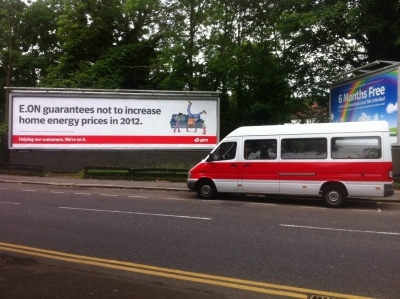 E.ON guarantees not to increase
home energy prices in 2012.
Helping our customers. We're on it.
e·on
6 Months Free